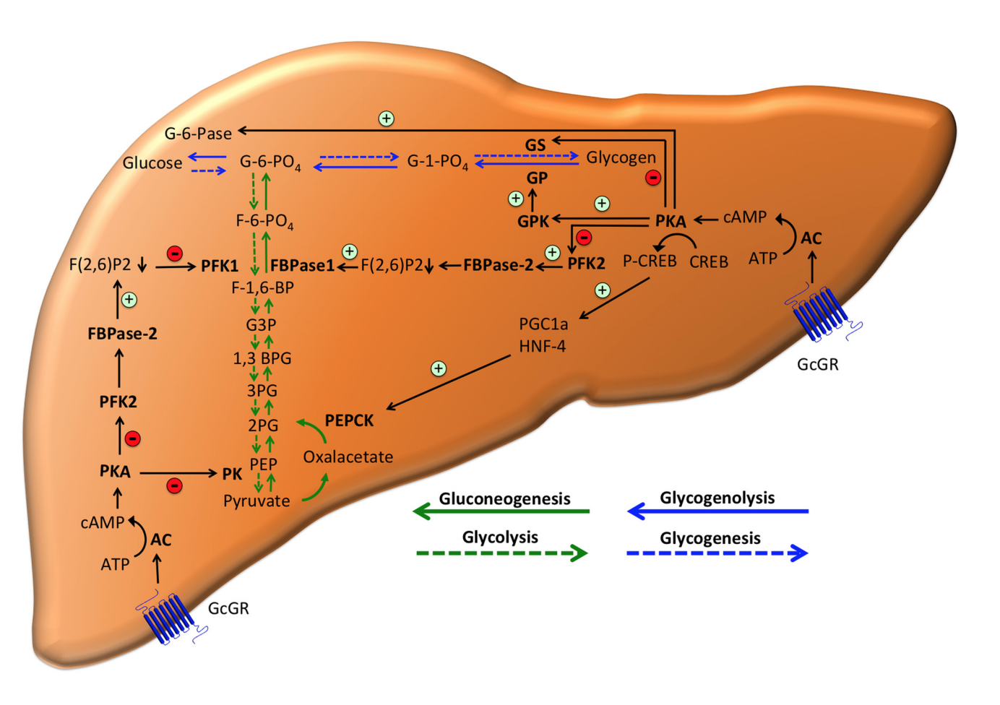 G-6-Pase
+
GS
Glucose
G-6-PO4
G-1-PO4
Glycogen
GP
-
+
+
GPK
PKA
cAMP
AC
ATP
F-6-PO4
-
F(2,6)P2
-
PFK1
FBPase1
+
F(2,6)P2
FBPase-2
+
PFK2
P-CREB
CREB
F-1,6-BP
+
+
G3P
PGC1a
HNF-4
FBPase-2
1,3 BPG
+
GcGR
3PG
PFK2
2PG
PEPCK
-
PEP
Oxalacetate
PKA
-
PK
Pyruvate
cAMP
AC
ATP
GcGR
Gluconeogenesis
Glycogenolysis
Glycolysis
Glycogenesis